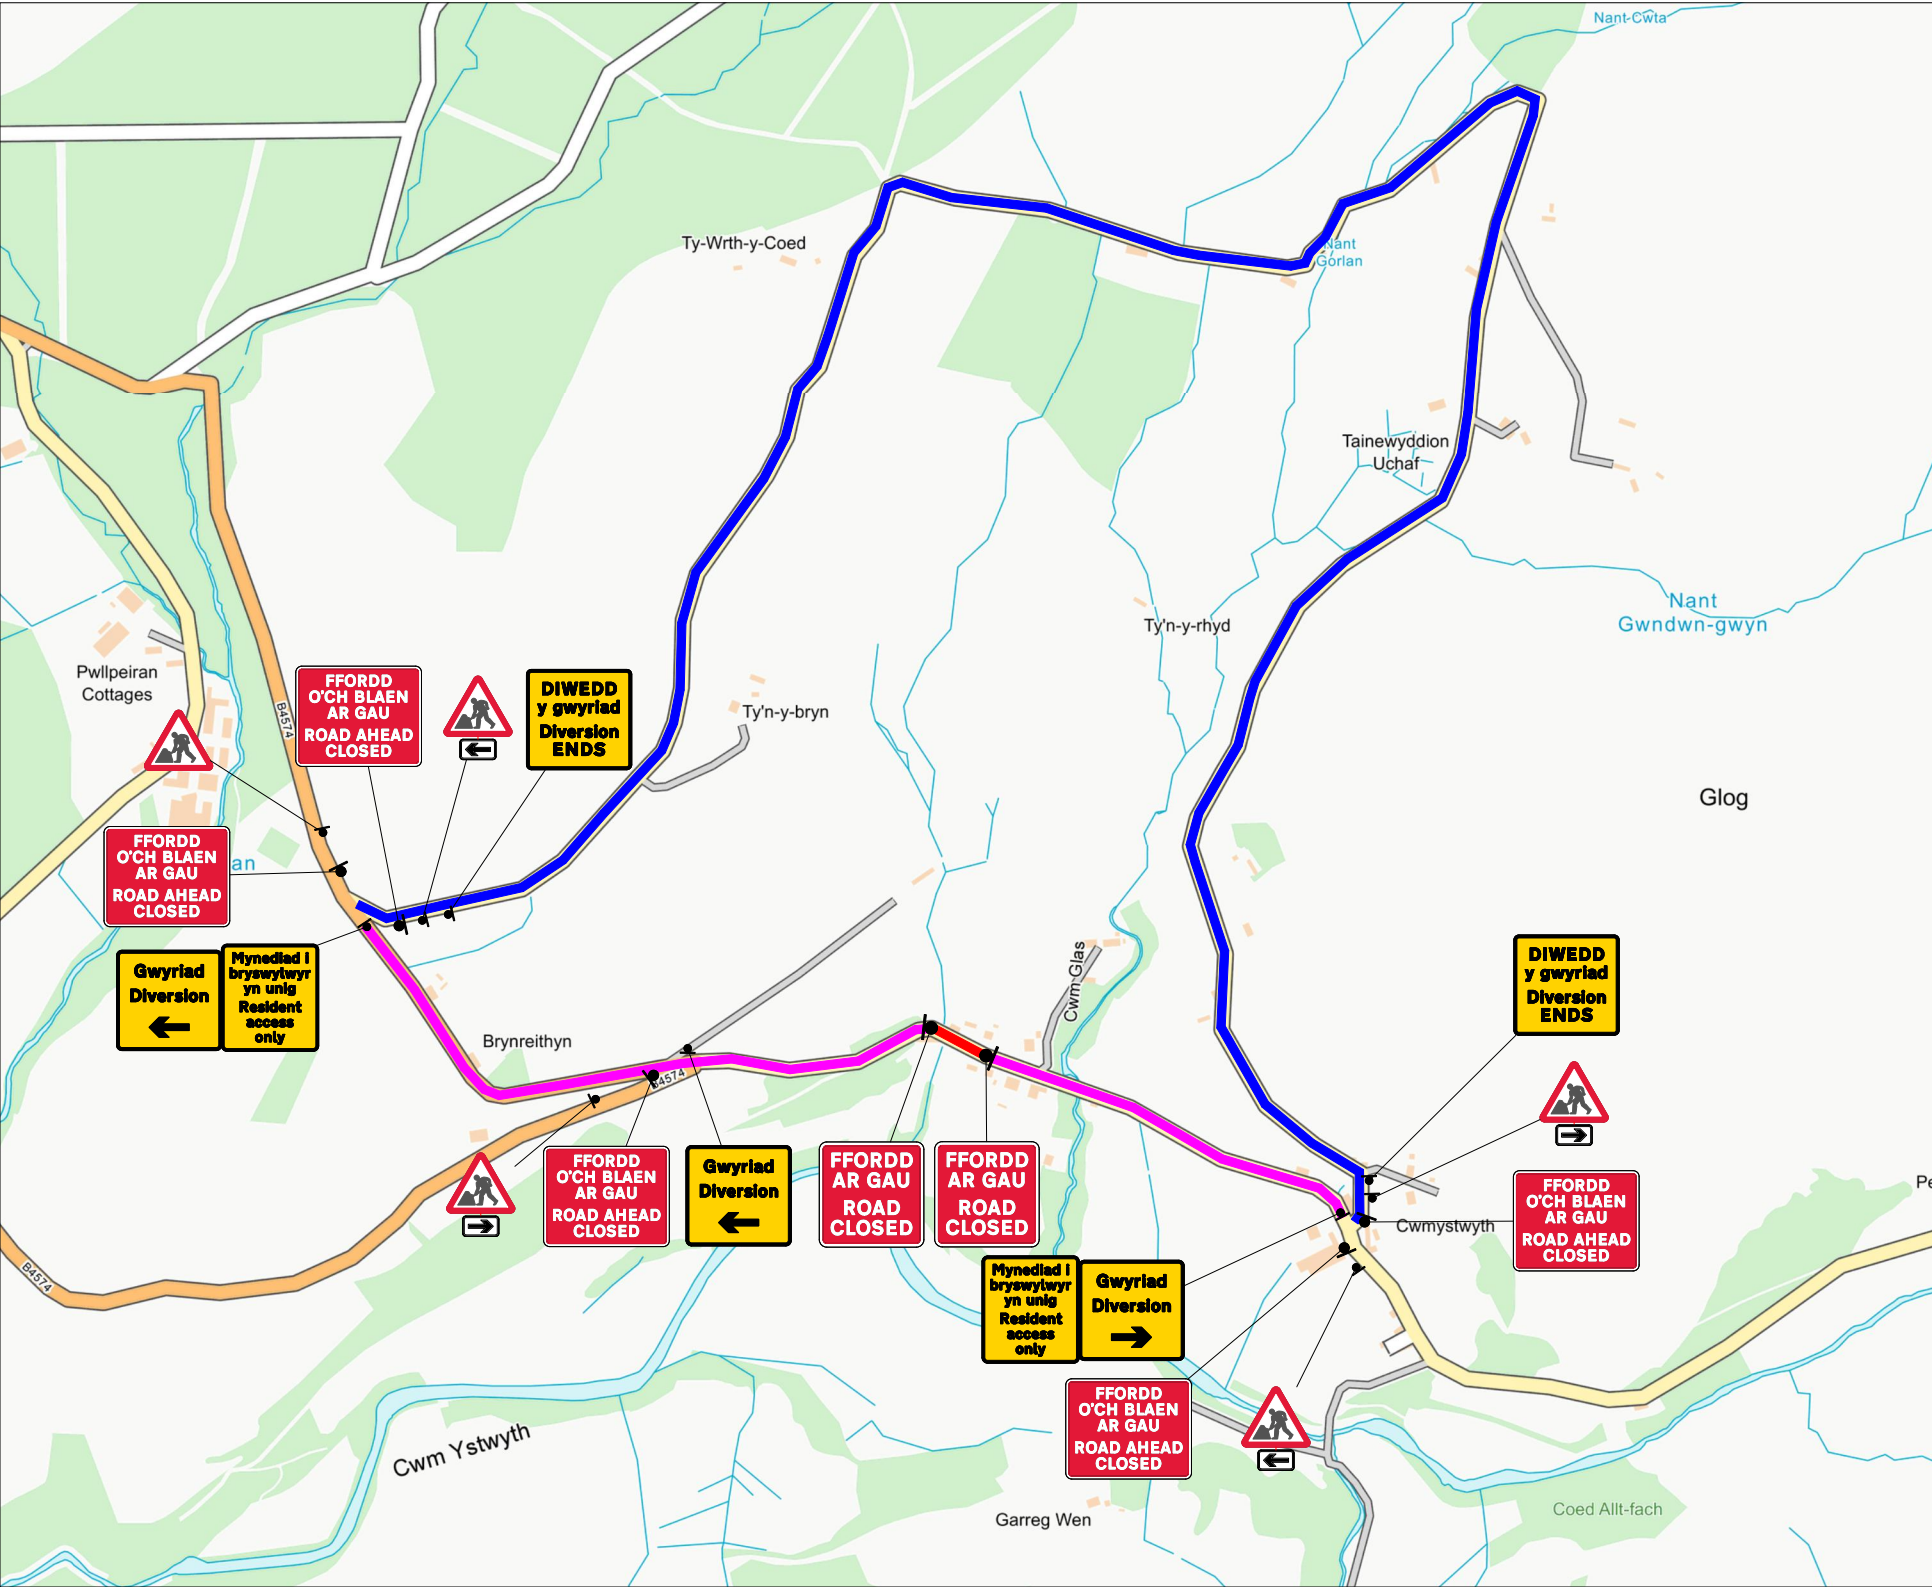 Nant Cwta
Ty-Wrth-y-Coed
Nant
Gorlan
Tainewyddion
Uchaf
Nant
Gwndwn-gwyn
Ty'n-y-rhyd
Pwllpeiran
Cottages
B4574
FFORDD
O'CH BLAEN
AR GAU
ROAD AHEAD
CLOSED
DIWEDD
y gwyriad
Diversion
ENDS
Ty'n-y-bryn
Glog
FFORDD
O'CH BLAEN
AR GAU
ROAD AHEAD
CLOSED
an
Gwyriad
Diversion
Mynediad i
bryswylwyr
yn unig
Resident
access
only
Cwm Glas
DIWEDD
y gwyriad
Diversion
ENDS
Brynreithyn
B4574
FFORDD
O'CH BLAEN
AR GAU
ROAD AHEAD
CLOSED
Gwyriad
Diversion
FFORDD
AR GAU
ROAD
CLOSED
FFORDD
AR GAU
ROAD
CLOSED
Cwmystwyth
FFORDD
O'CH BLAEN
AR GAU
ROAD AHEAD
CLOSED
Pe
B4574
Mynediad i
bryswylwyr
yn unig
Resident
access
only
Gwyriad
Diversion
FFORDD
O'CH BLAEN
AR GAU
ROAD AHEAD
CLOSED
Cwm Ystwyth
Garreg Wen
Coed Allt-fach